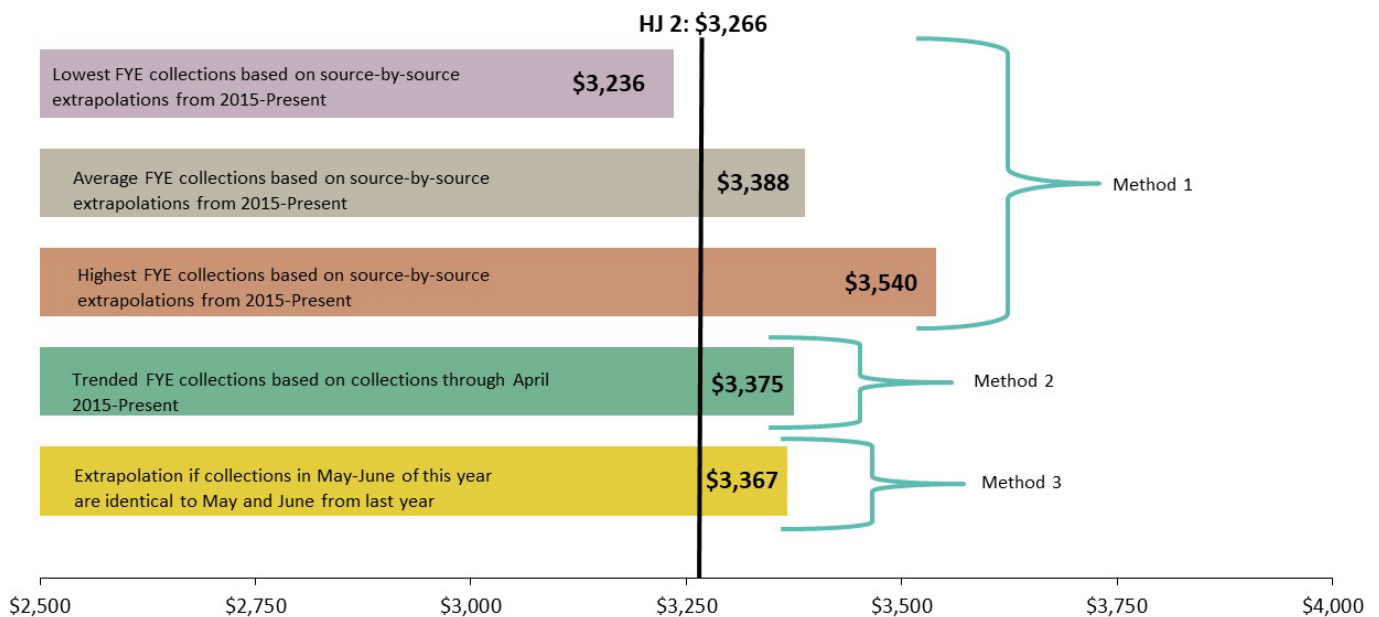 HJ 2: $3,266
Lowest FYE collections based on source-by-source
extrapolations from 2015-Present
$3,236
Average FYE collections based on source-by-source
extrapolations from 2015-Present
$3,388
Method 1
Highest FYE collections based on source-by-source
extrapolations from 2015-Present
$3,540
Trended FYE collections based on collections through April
2015-Present
$3,375
Method 2
Extrapolation if collections in May-June of this year
are identical to May and June from last year
$3,367
Method 3
$2,500
$2,750
$3,000
$3,250
$3,500
$3,750
$4,000